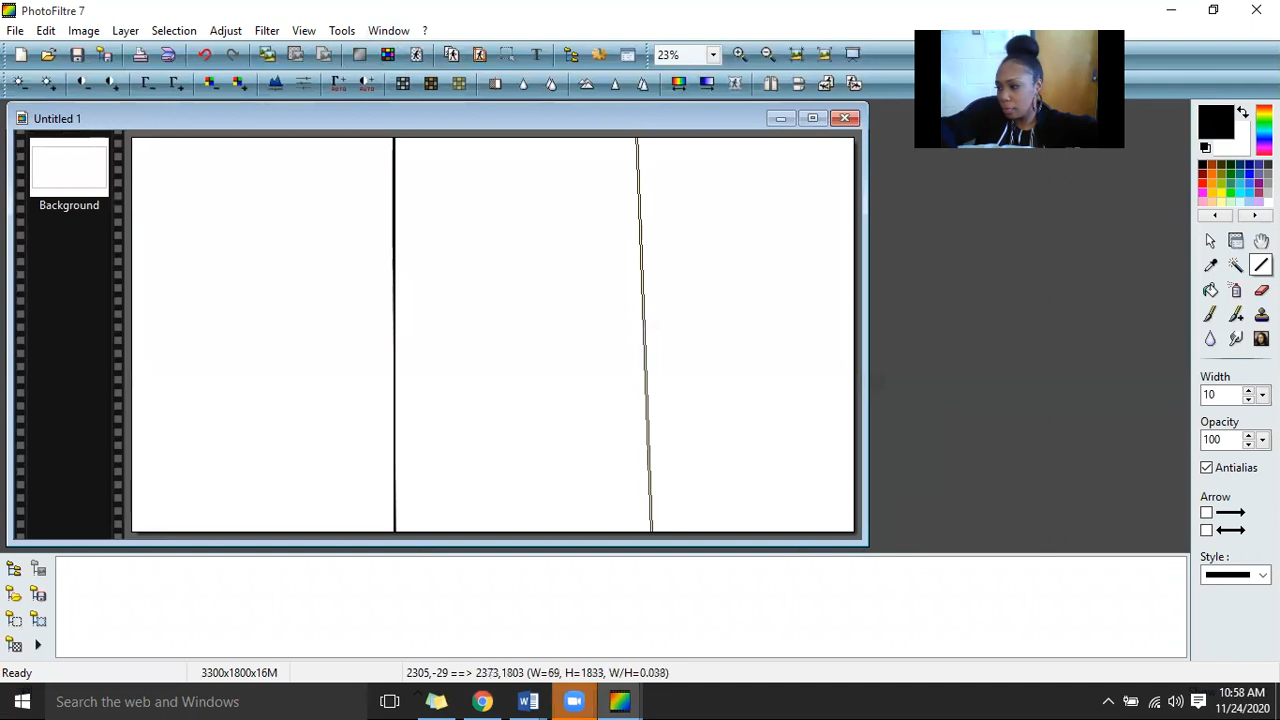 PhotoFiltre 7
File Edit Image Layer Selection Adjust Filter View Tools Window ?
23%
Untitled 1
Background
Width
10
Opacity
100
Antialias
Arrow
Style :
Ready 3300x1800x16M 2305,-29 ==> 2373,1803 (W=69, H=1833, W/H=0.038)
Search the web and Windows
10:58 AM
11/24/2020